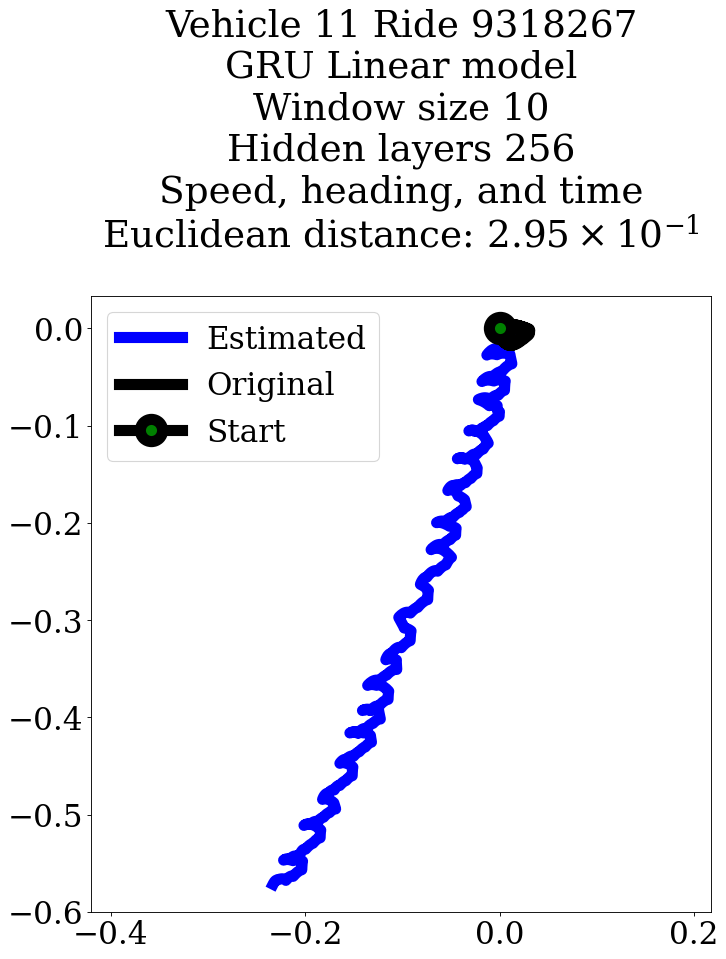 Vehicle 11 Ride 9318267
GRU Linear model
Window size 10
Hidden layers 256
Speed, heading, and time
Euclidean distance: 2.95 × 10⁻¹
Estimated
Original
Start
0.0
−0.1
−0.2
−0.3
−0.4
−0.5
−0.6
−0.4 −0.2 0.0 0.2